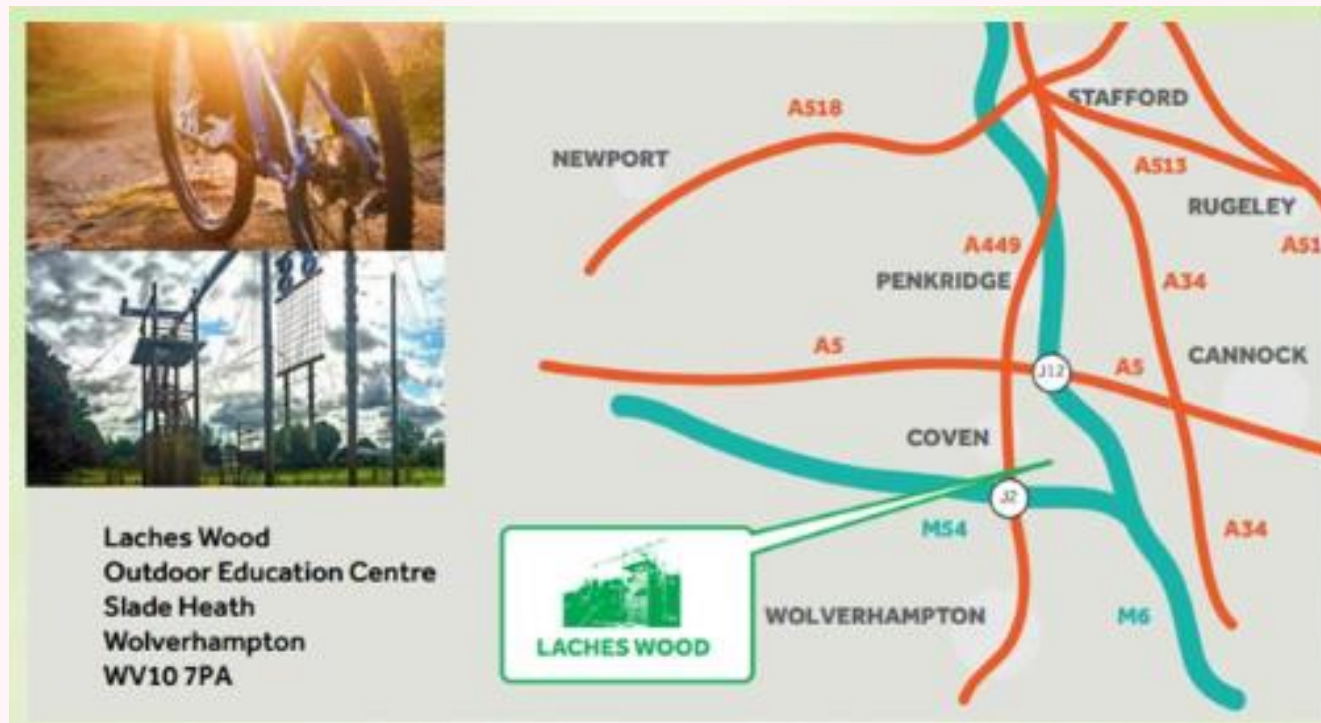 A518
STAFFORD
NEWPORT
A513
RUGELEY
A449
A51
PENKRIDGE
A34
A5
CANNOCK
J12
A5
COVEN
J2
M54
A34
Laches Wood
Outdoor Education Centre
Slade Heath
Wolverhampton
WV10 7PA
WOLVERHAMPTON
M6
LACHES WOOD